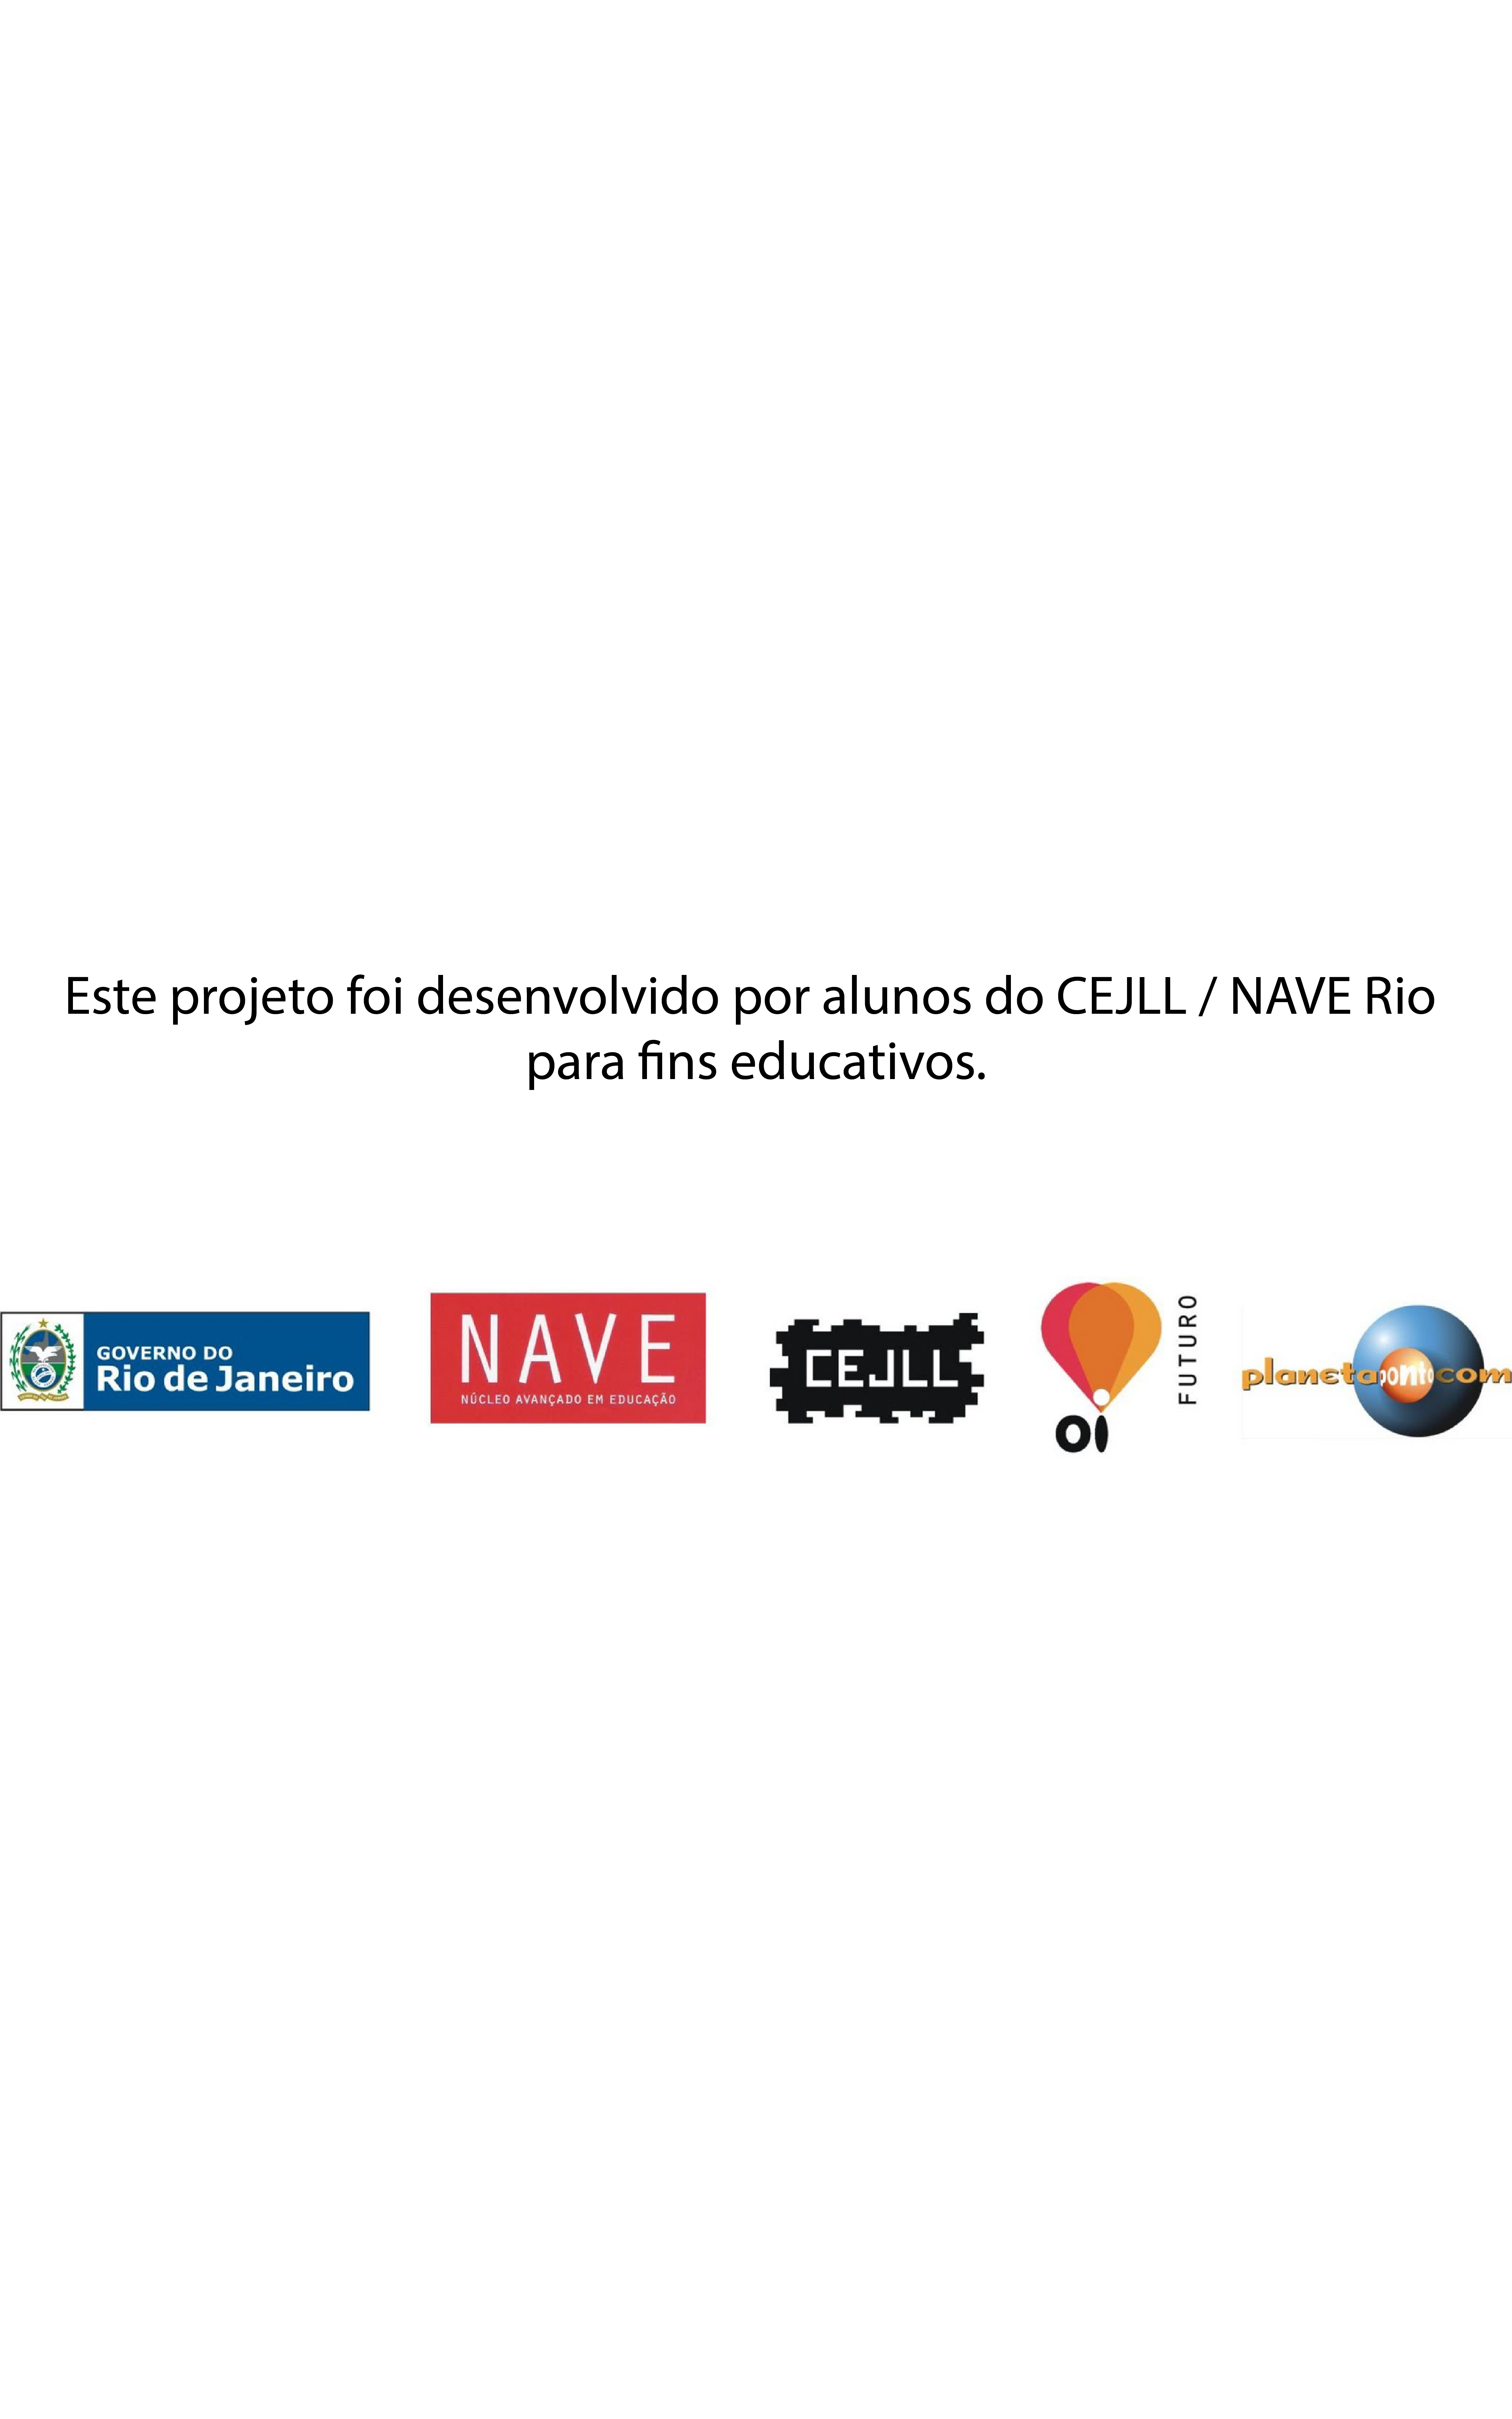 Este projeto foi desenvolvido por alunos do CEJLL / NAVE Rio
para fins educativos.
GOVERNO DO
Rio de Janeiro
NAVE
NÚCLEO AVANÇADO EM EDUCAÇÃO
CEJLL
OI
FUTURO
planetapontocom